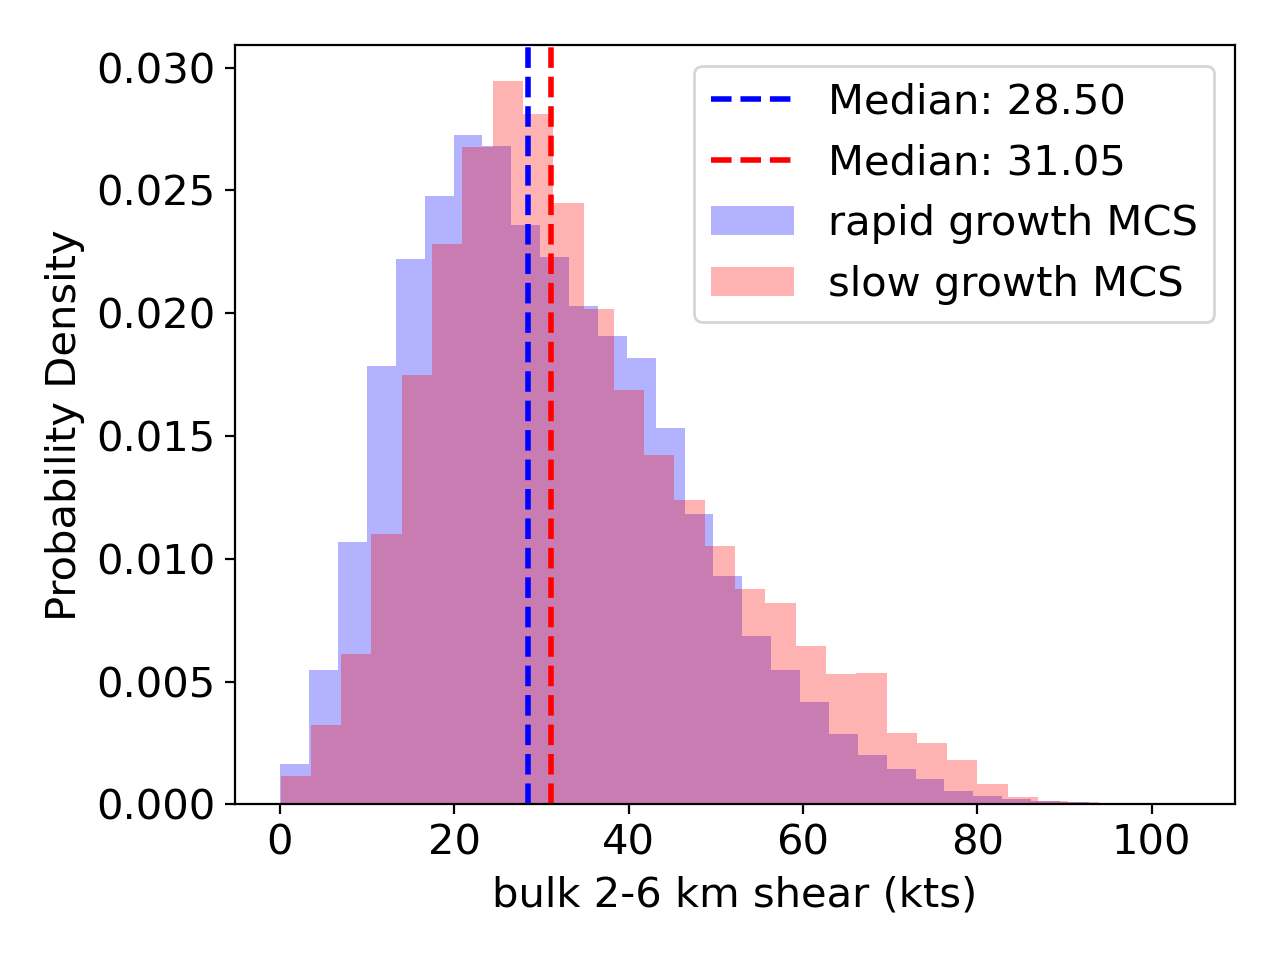 0.030
0.025
0.020
0.015
0.010
0.005
0.000
Probability Density
0 20 40 60 80 100
bulk 2-6 km shear (kts)
Median: 28.50
Median: 31.05
rapid growth MCS
slow growth MCS